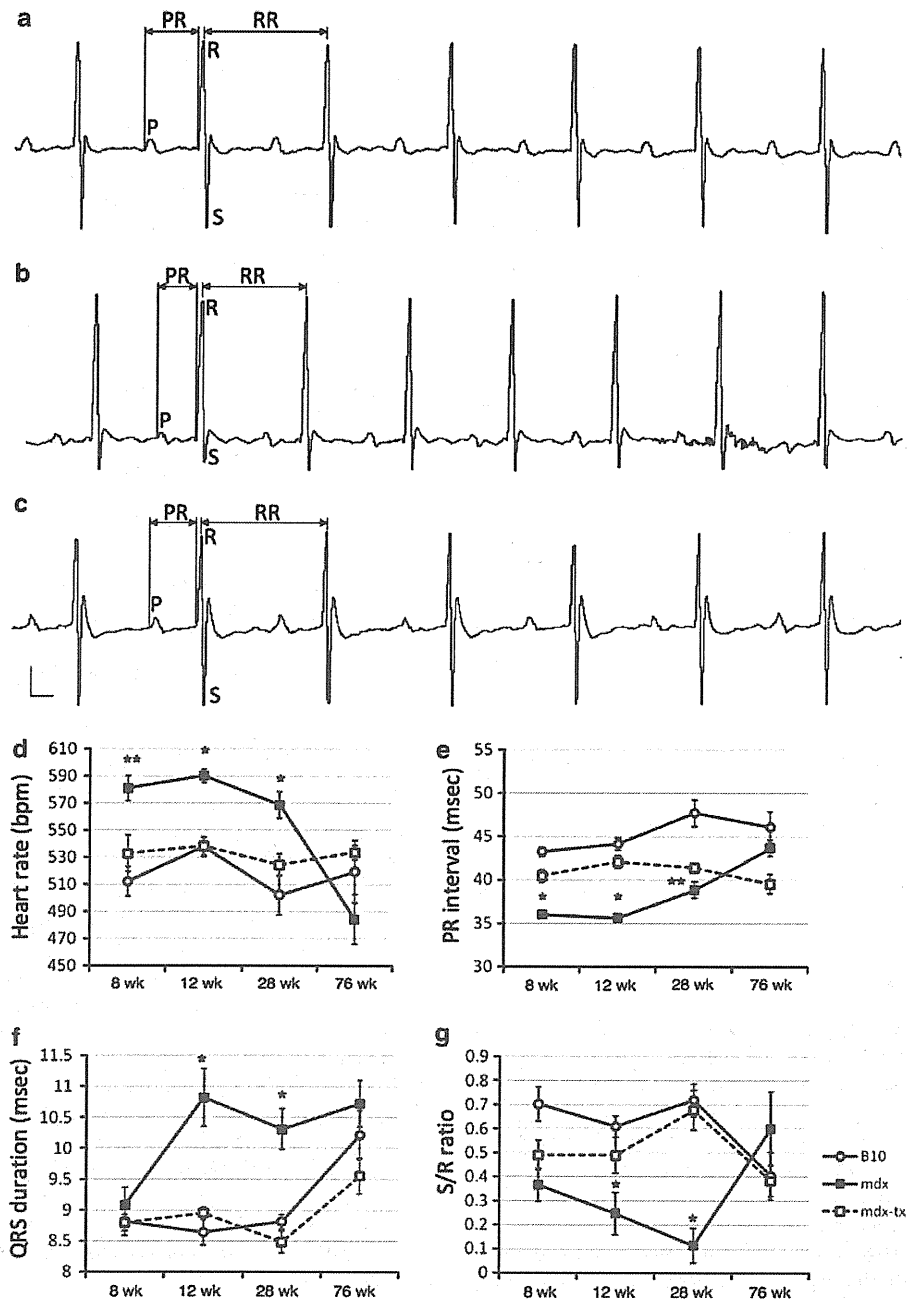 a
PR RR
R
P
S
b
PR RR
R
P
S
c
PR RR
R
P
S
d
Heart rate (bpm)
610
590
570
550
530
510
490
470
450
** * *
8 wk 12 wk 28 wk 76 wk
e
PR interval (msec)
55
50
45
40
35
30
* * **
8 wk 12 wk 28 wk 76 wk
f
QRS duration (msec)
11.5
11
10.5
10
9.5
9
8.5
8
* *
8 wk 12 wk 28 wk 76 wk
g
S/R ratio
0.9
0.8
0.7
0.6
0.5
0.4
0.3
0.2
0.1
0
* *
8 wk 12 wk 28 wk 76 wk
B10
mdx
mdx-tx